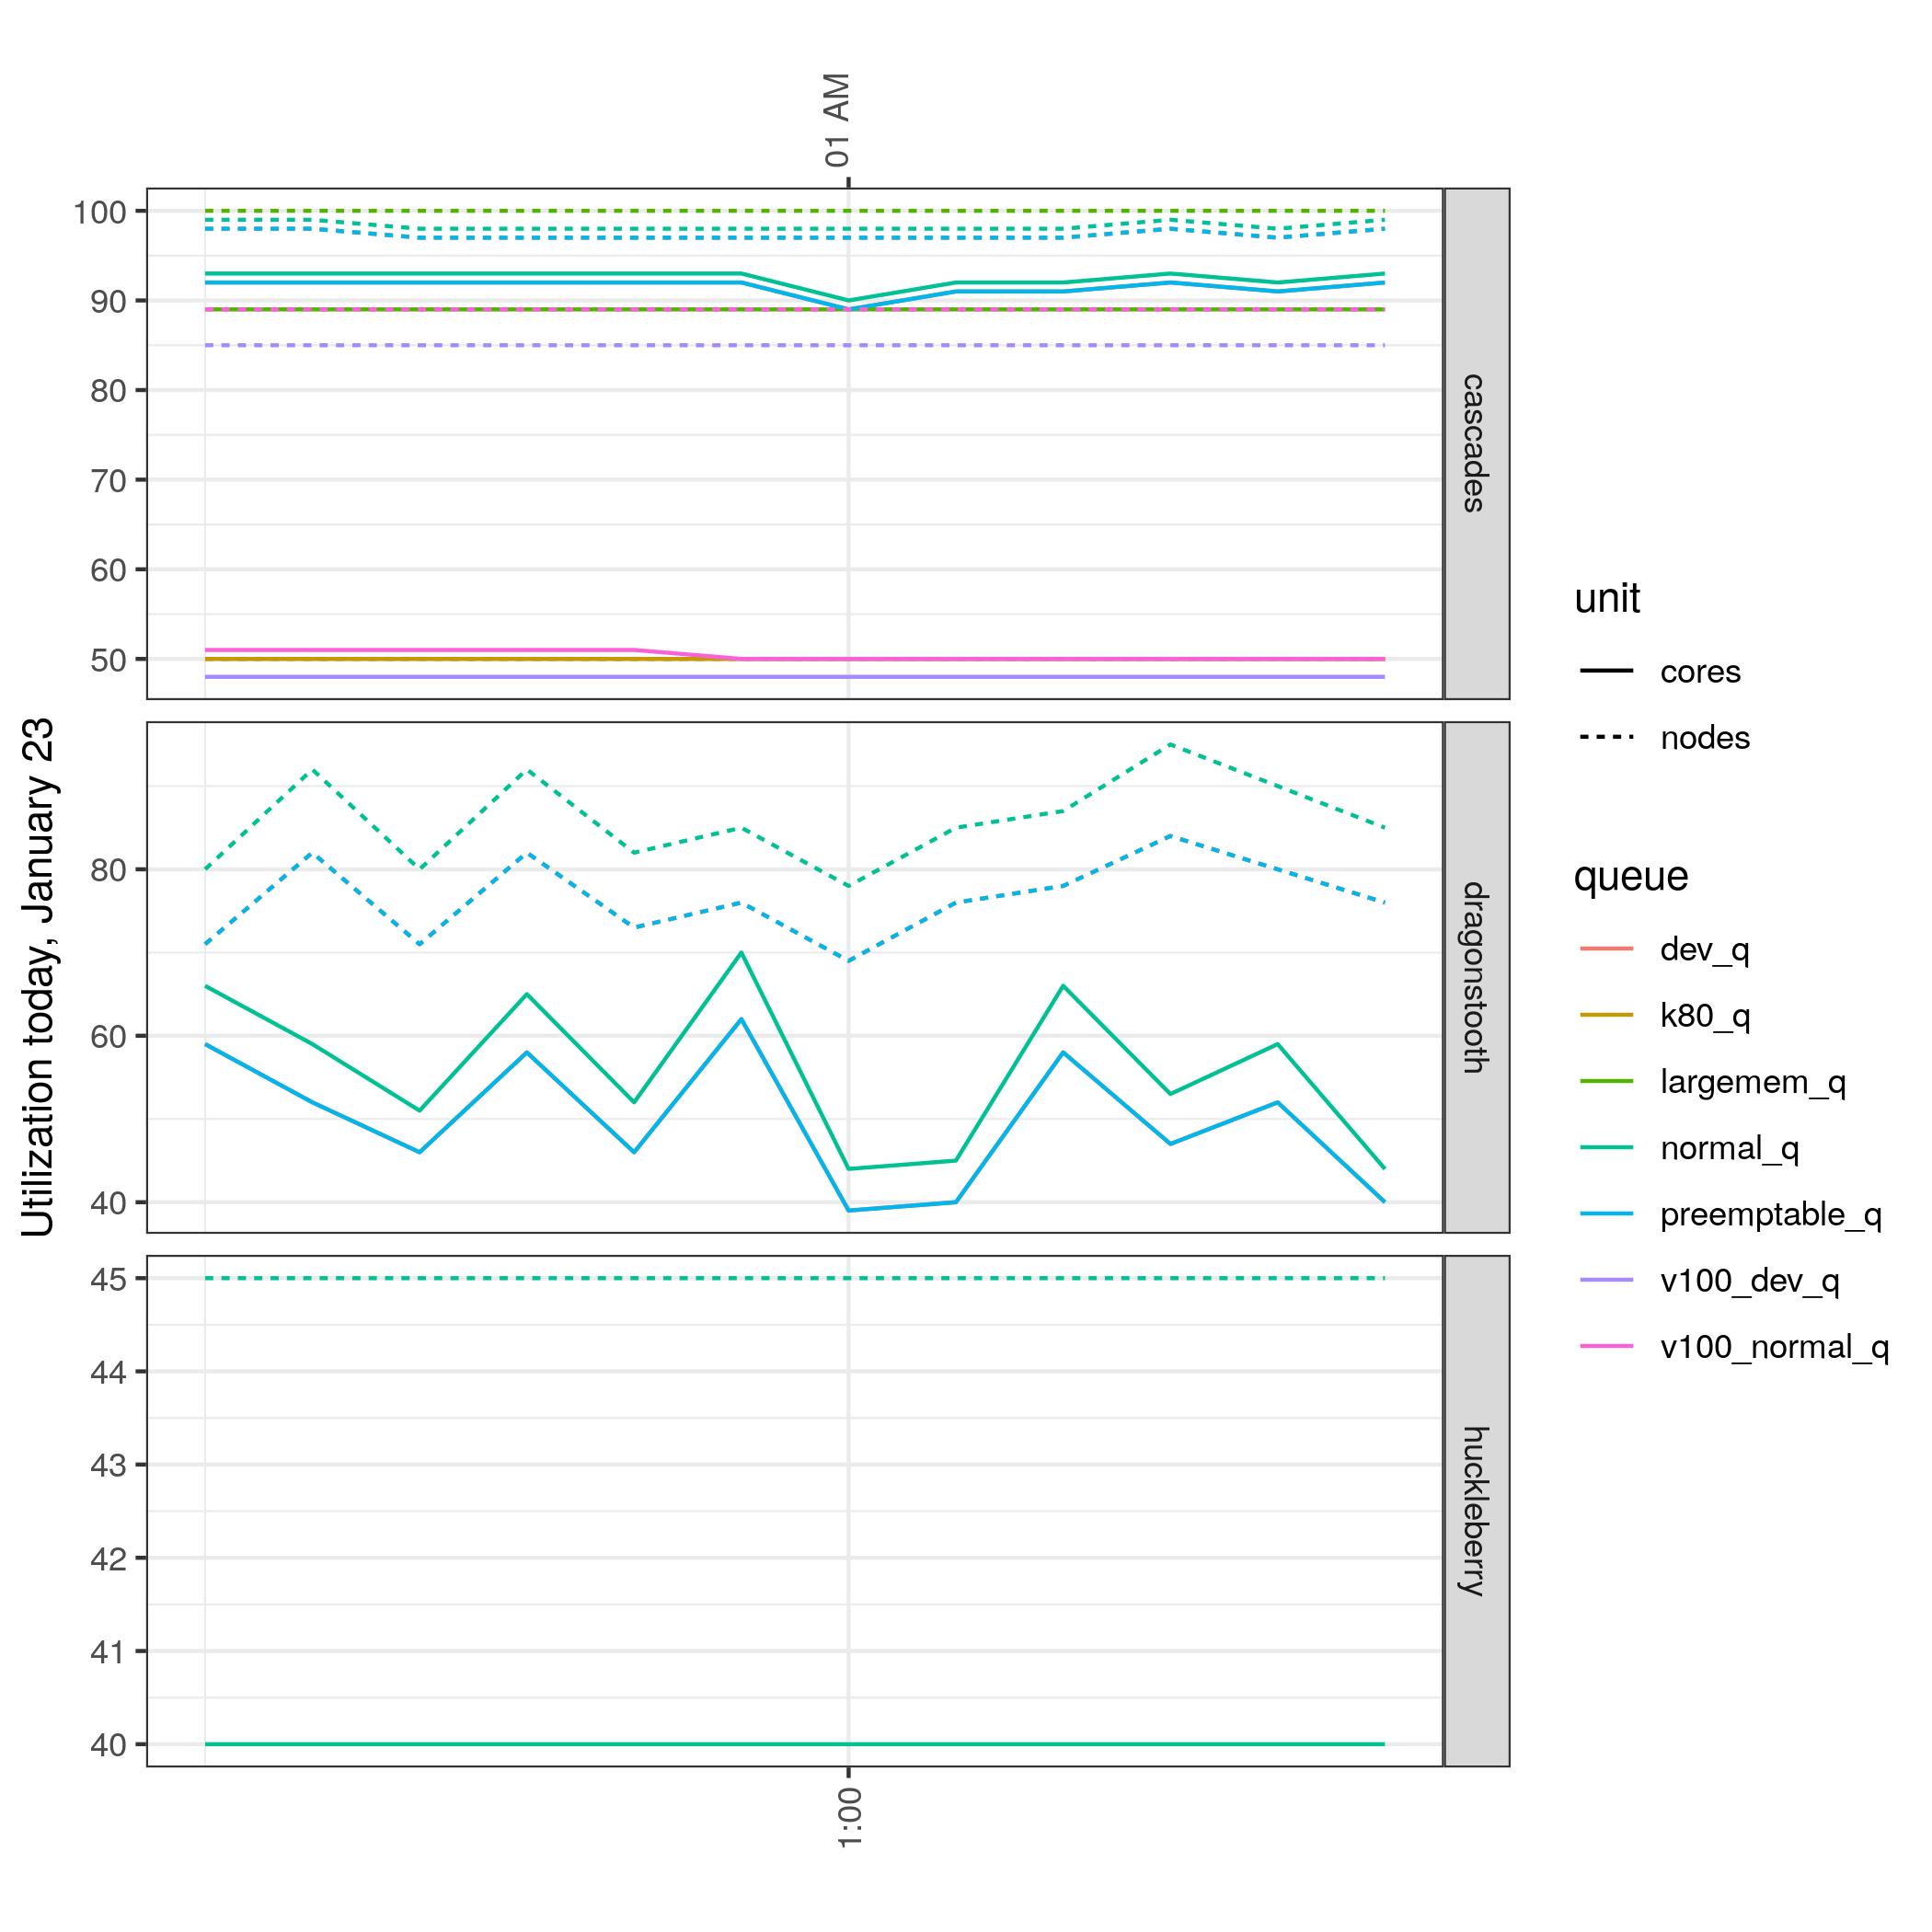 01 AM
Utilization today, January 23
100
90
80
70
60
50
cascades
80
60
40
dragonstooth
45
44
43
42
41
40
huckleberry
1:00
unit
cores
nodes
queue
dev_q
k80_q
largemem_q
normal_q
preemptable_q
v100_dev_q
v100_normal_q